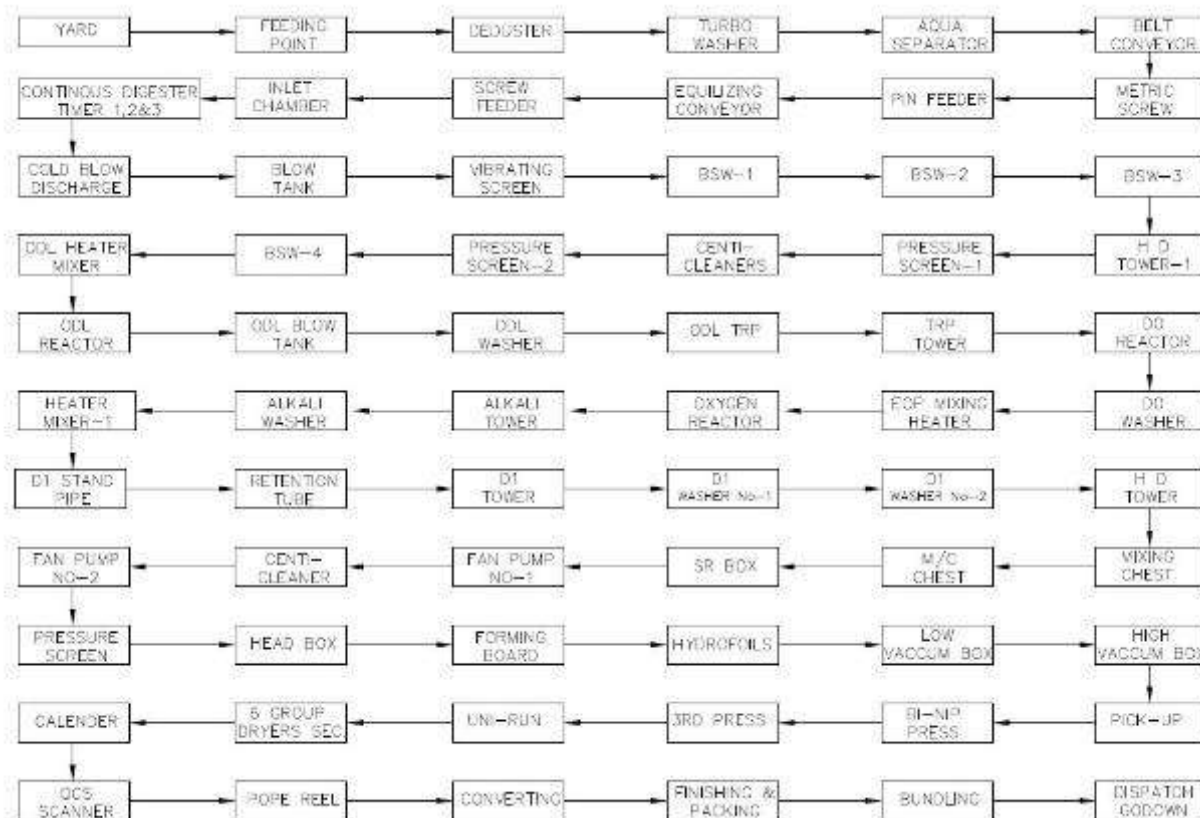 YARD
FEEDING
POINT
DEDUSTER
TURBO
WASHER
AQUA
SEPARATOR
BELT
CONVEYOR
CONTINOUS DIGESTER
TIMER 1,2&3
INLET
CHAMBER
SCREW
FEEDER
EQUILIZING
CONVEYOR
PIN FEEDER
METRIC
SCREW
COLD BLOW
DISCHARGE
BLOW
TANK
VIBRATING
SCREEN
BSW-1
BSW-2
BSW-3
ODL HEATER
MIXER
BSW-4
PRESSURE
SCREEN-2
CENTI-
CLEANERS
PRESSURE
SCREEN-1
H D
TOWER-1
ODL
REACTOR
ODL BLOW
TANK
ODL
WASHER
ODL TRP
TRP
TOWER
DO
REACTOR
HEATER
MIXER-1
ALKALI
WASHER
ALKALI
TOWER
OXYGEN
REACTOR
EOP MIXING
HEATER
DO
WASHER
D1 STAND
PIPE
RETENTION
TUBE
D1
TOWER
D1
WASHER No-1
D1
WASHER No-2
H D
TOWER
FAN PUMP
NO-2
CENTI-
CLEANER
FAN PUMP
NO-1
SR BOX
M/C
CHEST
MIXING
CHEST
PRESSURE
SCREEN
HEAD BOX
FORMING
BOARD
HYDROFOILS
LOW
VACCUM BOX
HIGH
VACCUM BOX
CALENDER
5 GROUP
DRYERS SEC.
UNI-RUN
3RD PRESS
BI-NIP
PRESS
PICK-UP
QCS
SCANNER
POPE REEL
CONVERTING
FINISHING &
PACKING
BUNDLING
DISPATCH
GODOWN